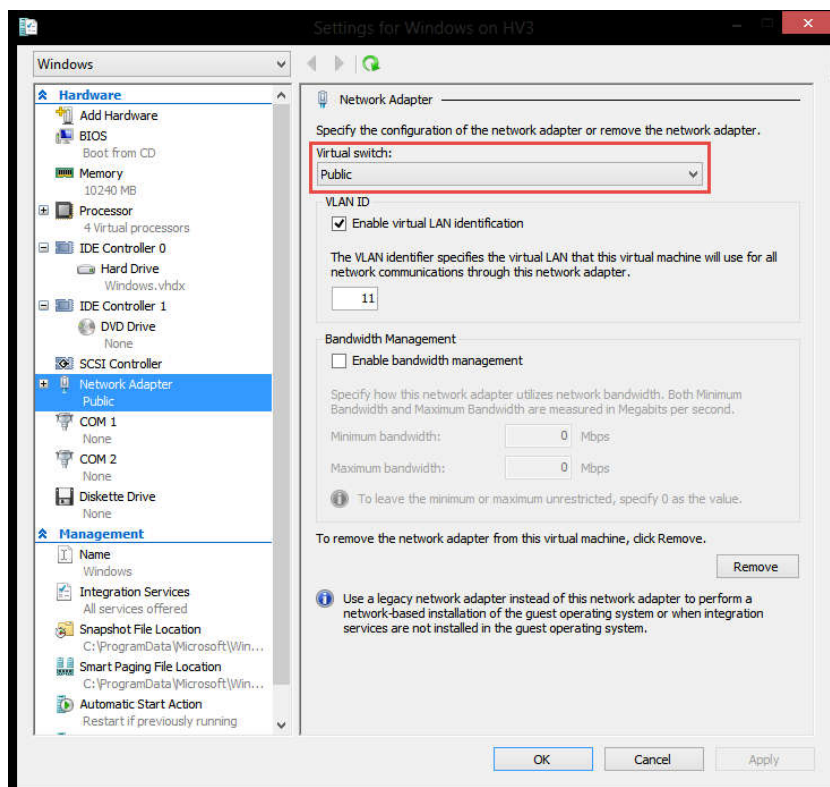 Settings for Windows on HV3
Windows
Hardware
Add Hardware
BIOS
Boot from CD
Memory
10240 MB
Processor
4 Virtual processors
IDE Controller 0
Hard Drive
Windows.vhdx
IDE Controller 1
DVD Drive
None
SCSI Controller
Network Adapter
Public
COM 1
None
COM 2
None
Diskette Drive
None
Management
Name
Windows
Integration Services
All services offered
Snapshot File Location
C:\ProgramData\Microsoft\Win...
Smart Paging File Location
C:\ProgramData\Microsoft\Win...
Automatic Start Action
Restart if previously running
Network Adapter
Specify the configuration of the network adapter or remove the network adapter.
Virtual switch:
Public
VLAN ID
Enable virtual LAN identification
The VLAN identifier specifies the virtual LAN that this virtual machine will use for all
network communications through this network adapter.
11
Bandwidth Management
Enable bandwidth management
Specify how this network adapter utilizes network bandwidth. Both Minimum
Bandwidth and Maximum Bandwidth are measured in Megabits per second.
Minimum bandwidth: 0 Mbps
Maximum bandwidth: 0 Mbps
To leave the minimum or maximum unrestricted, specify 0 as the value.
To remove the network adapter from this virtual machine, click Remove.
Remove
Use a legacy network adapter instead of this network adapter to perform a
network-based installation of the guest operating system or when integration
services are not installed in the guest operating system.
OK Cancel Apply